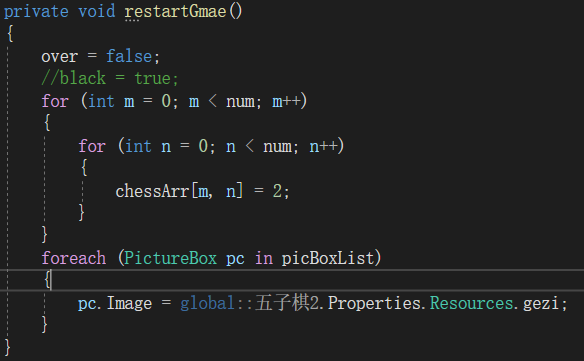 private void restartGmae()
{
over = false;
//black = true;
for (int m = 0; m < num; m++)
{
for (int n = 0; n < num; n++)
{
chessArr[m, n] = 2;
}
}
foreach (PictureBox pc in picBoxList)
{
pc.Image = global::五子棋2.Properties.Resources.gezi;
}
}